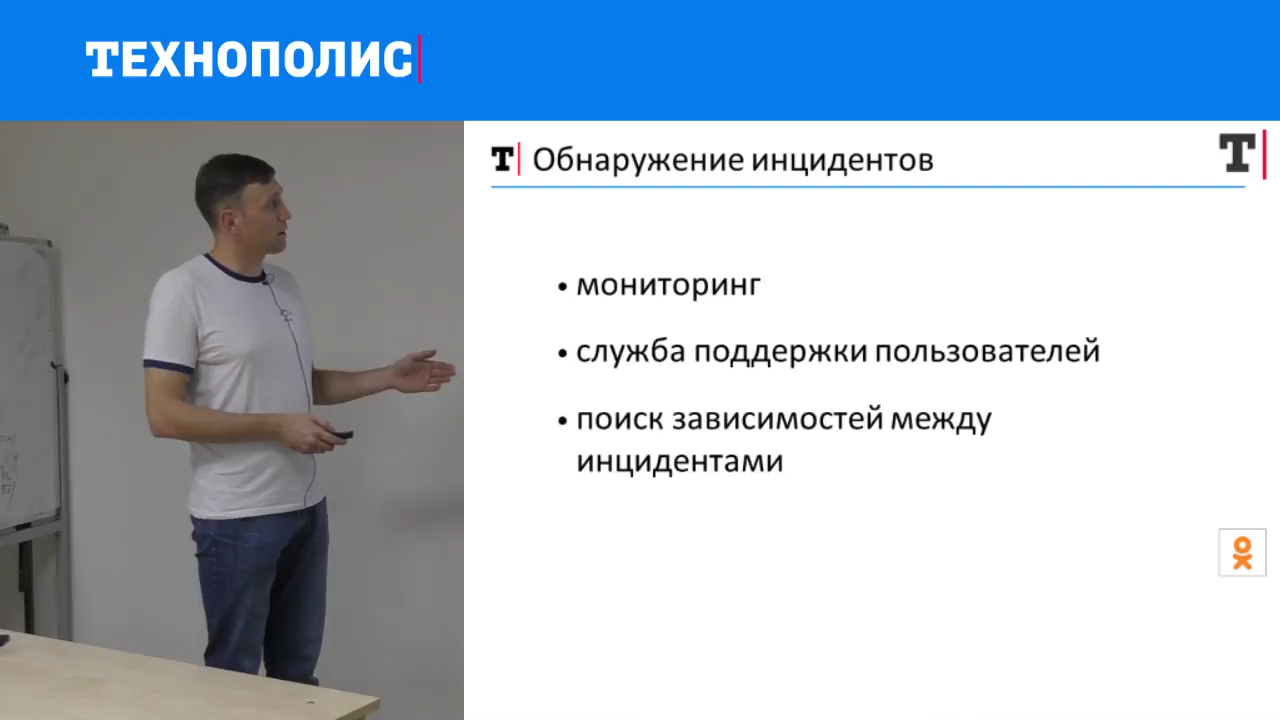 ТЕХНОПОЛИС
Т Обнаружение инцидентов
Т
• мониторинг
• служба поддержки пользователей
• поиск зависимостей между
инцидентами